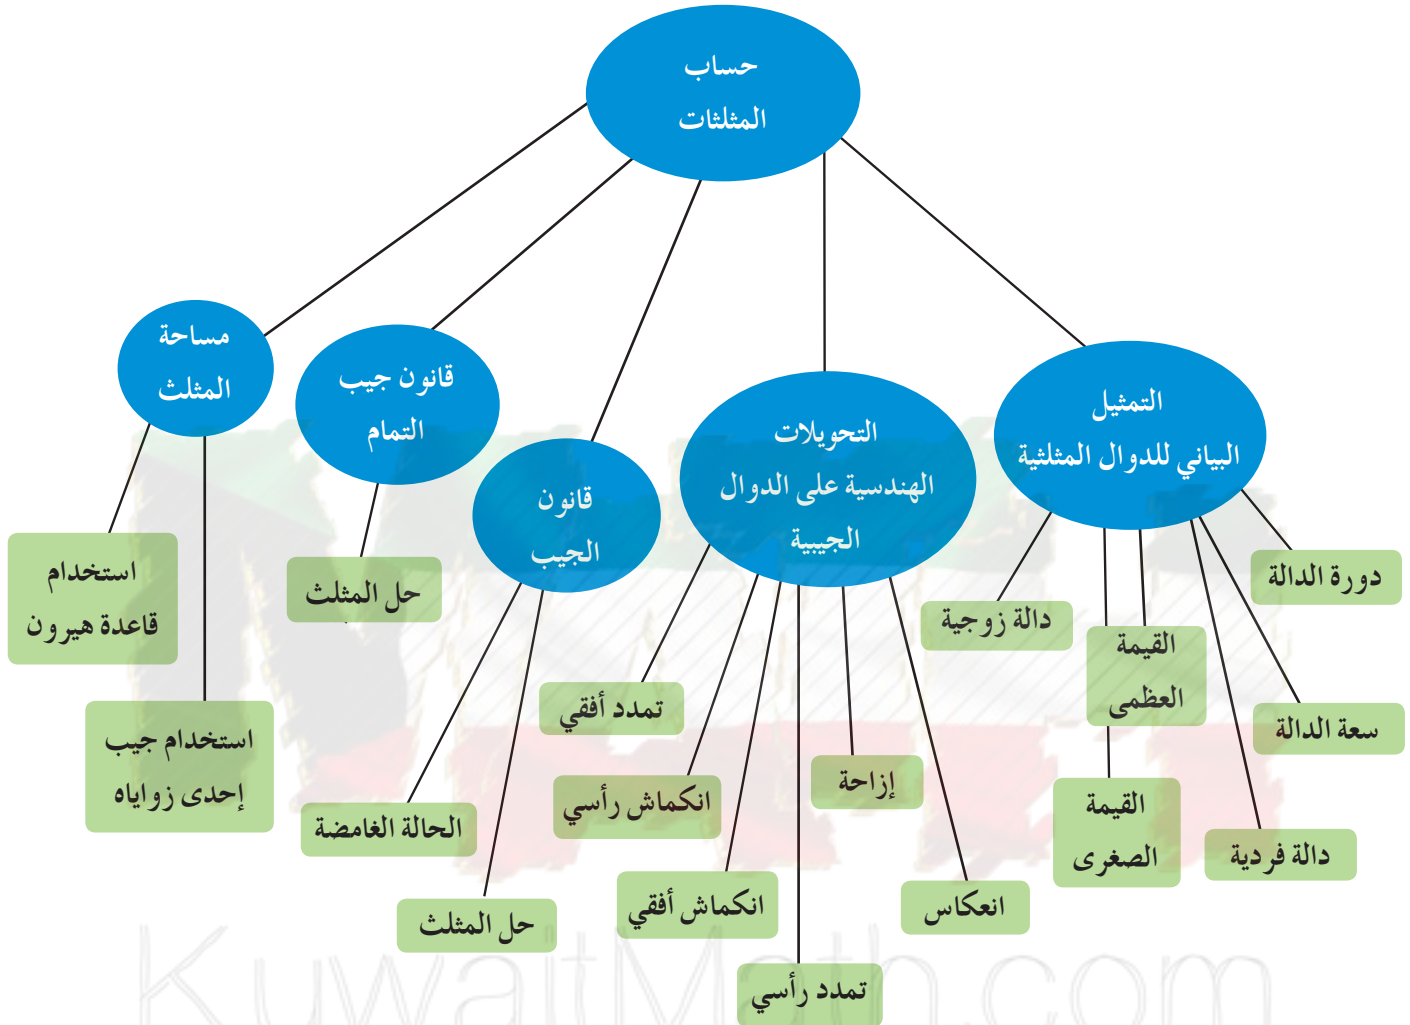 حساب
المثلثات
التمثيل
البياني للدوال المثلثية
التحويلات
الهندسية على الدوال
الجيبية
قانون
الجيب
قانون جيب
التمام
مساحة
المثلث
دورة الدالة
سعة الدالة
دالة فردية
القيمة
العظمى
القيمة
الصغرى
دالة زوجية
انعكاس
إزاحة
تمدد رأسي
انكماش أفقي
انكماش رأسي
تمدد أفقي
حل المثلث
الحالة الغامضة
حل المثلث
استخدام جيب
إحدى زواياه
استخدام
قاعدة هيرون
KuwaitMath.com